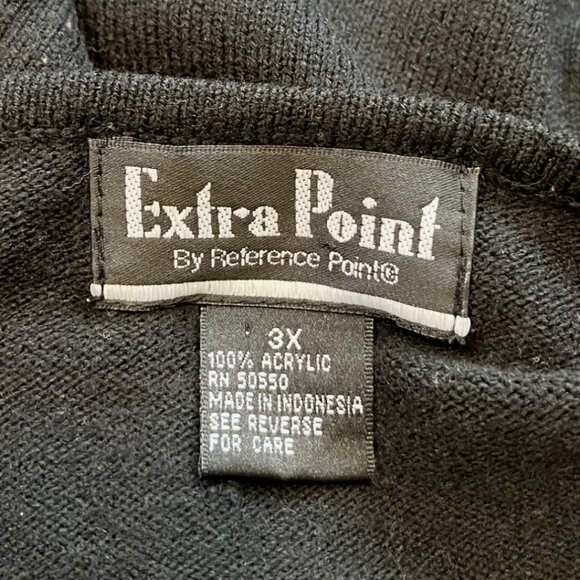 Extra Point
By Reference Point©
3X
100% ACRYLIC
RN 50550
MADE IN INDONESIA
SEE REVERSE
FOR CARE